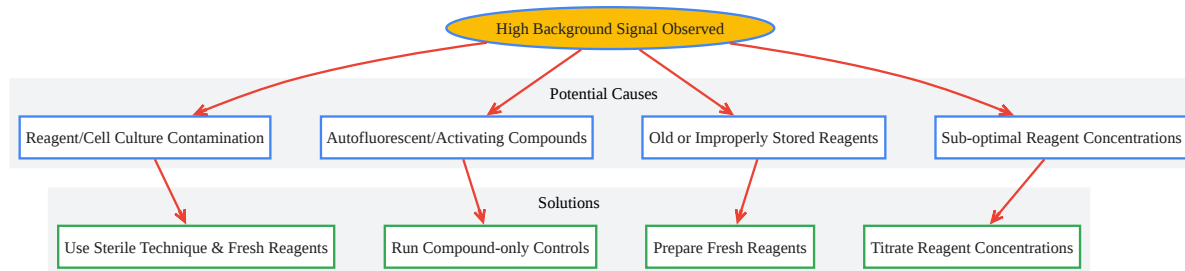 High Background Signal Observed
Potential Causes
Reagent/Cell Culture Contamination
Autofluorescent/Activating Compounds
Old or Improperly Stored Reagents
Sub-optimal Reagent Concentrations
Solutions
Use Sterile Technique & Fresh Reagents
Run Compound-only Controls
Prepare Fresh Reagents
Titrate Reagent Concentrations